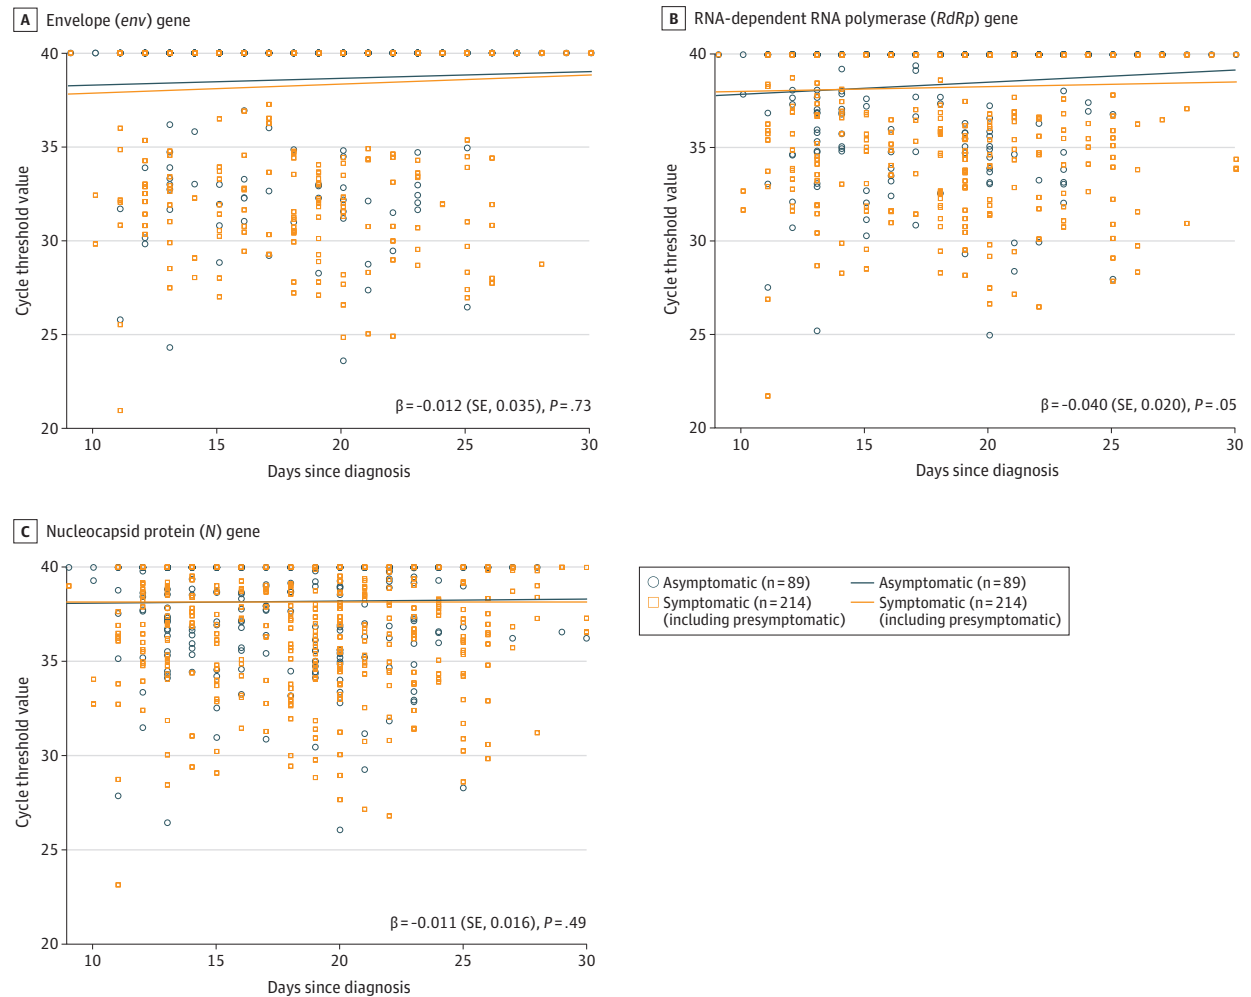 A Envelope (env) gene
40
35
30
25
20
Cycle threshold value
β = -0.012 (SE, 0.035), P = .73
10 15 20 25 30
Days since diagnosis
B RNA-dependent RNA polymerase (RdRp) gene
40
35
30
25
20
Cycle threshold value
β = -0.040 (SE, 0.020), P = .05
10 15 20 25 30
Days since diagnosis
C Nucleocapsid protein (N) gene
40
35
30
25
20
Cycle threshold value
β = -0.011 (SE, 0.016), P = .49
10 15 20 25 30
Days since diagnosis
Asymptomatic (n = 89) Asymptomatic (n = 89)
Symptomatic (n = 214) Symptomatic (n = 214)
(including presymptomatic) (including presymptomatic)